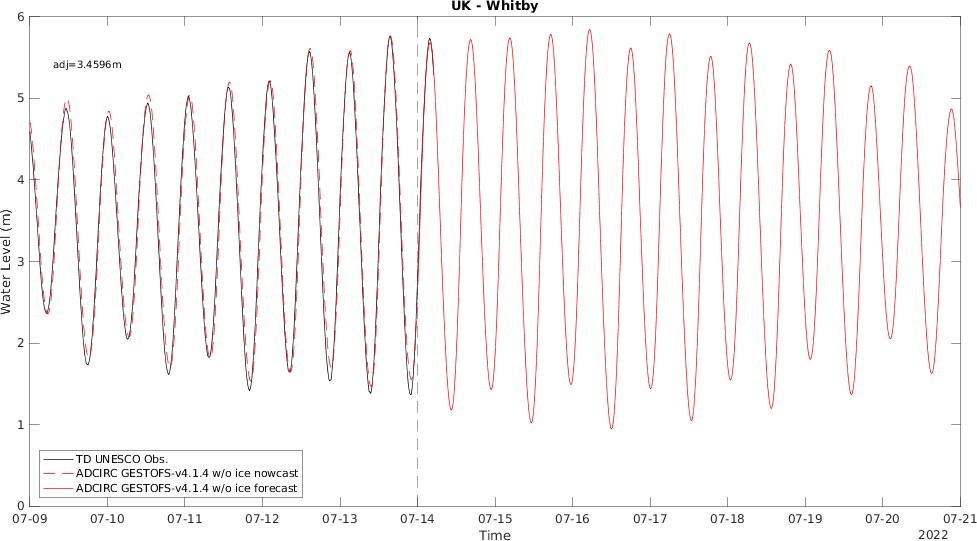 UK - Whitby
adj=3.4596m
Water Level (m)
6
5
4
3
2
1
0
TD UNESCO Obs.
ADCIRC GESTOFS-v4.1.4 w/o ice nowcast
ADCIRC GESTOFS-v4.1.4 w/o ice forecast
07-09 07-10 07-11 07-12 07-13 07-14 07-15 07-16 07-17 07-18 07-19 07-20 07-21
Time
2022